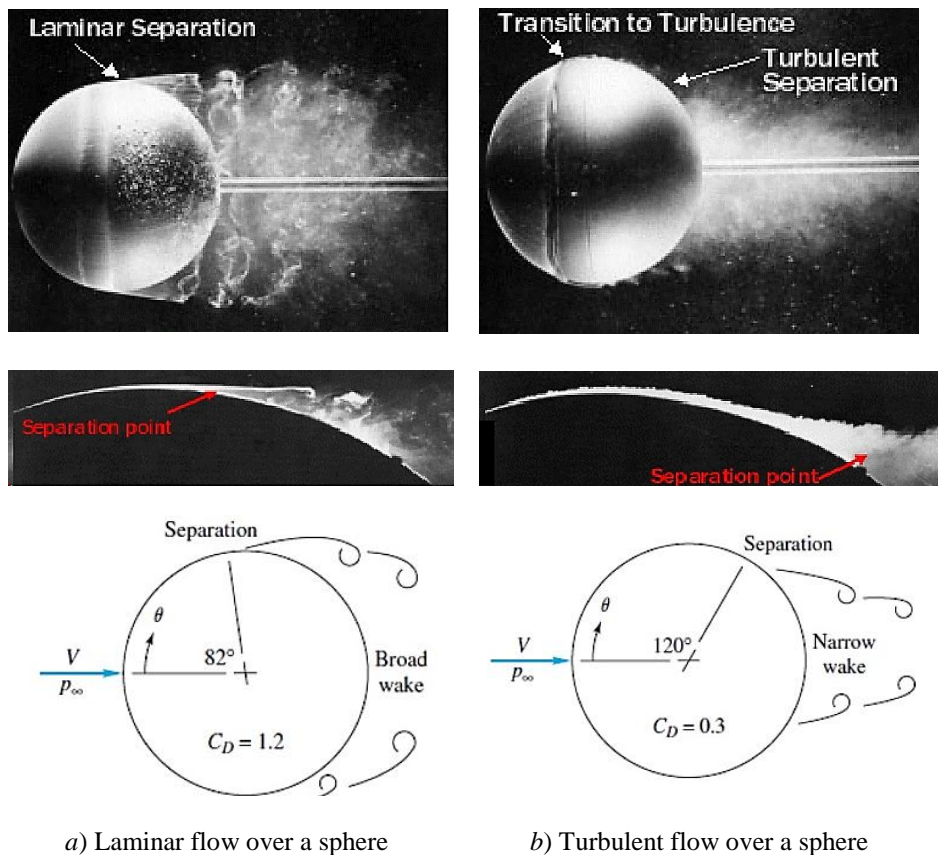 Laminar Separation
Transition to Turbulence
Turbulent
Separation
Separation point
Separation point
Separation
θ
82°
V
p∞
Broad
wake
C_D = 1.2
Separation
θ
120°
V
p∞
Narrow
wake
C_D = 0.3
a) Laminar flow over a sphere
b) Turbulent flow over a sphere